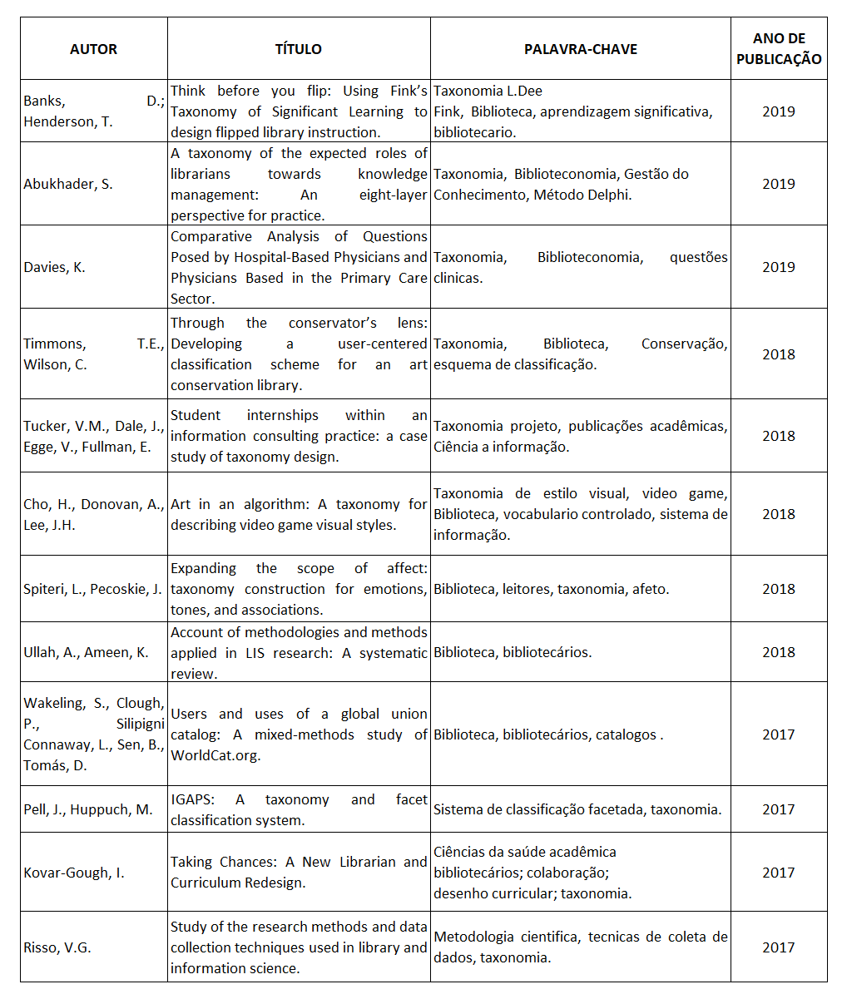 AUTOR
TÍTULO
PALAVRA-CHAVE
ANO DE
PUBLICAÇÃO
Banks, D.;
Henderson, T.
Think before you flip: Using Fink’s
Taxonomy of Significant Learning to
design flipped library instruction.
Taxonomia L.Dee
Fink, Biblioteca, aprendizagem significativa,
bibliotecario.
2019
Abukhader, S.
A taxonomy of the expected roles of
librarians towards knowledge
management: An eight-layer
perspective for practice.
Taxonomia, Biblioteconomia, Gestão do
Conhecimento, Método Delphi.
2019
Davies, K.
Comparative Analysis of Questions
Posed by Hospital-Based Physicians and
Physicians Based in the Primary Care
Sector.
Taxonomia, Biblioteconomia, questões
clinicas.
2019
Timmons, T.E.,
Wilson, C.
Through the conservator’s lens:
Developing a user-centered
classification scheme for an art
conservation library.
Taxonomia, Biblioteca, Conservação,
esquema de classificação.
2018
Tucker, V.M., Dale, J.,
Egge, V., Fullman, E.
Student internships within an
information consulting practice: a case
study of taxonomy design.
Taxonomia projeto, publicações acadêmicas,
Ciência a informação.
2018
Cho, H., Donovan, A.,
Lee, J.H.
Art in an algorithm: A taxonomy for
describing video game visual styles.
Taxonomia de estilo visual, video game,
Biblioteca, vocabulario controlado, sistema de
informação.
2018
Spiteri, L., Pecoskie, J.
Expanding the scope of affect:
taxonomy construction for emotions,
tones, and associations.
Biblioteca, leitores, taxonomia, afeto.
2018
Ullah, A., Ameen, K.
Account of methodologies and methods
applied in LIS research: A systematic
review.
Biblioteca, bibliotecários.
2018
Wakeling, S., Clough,
P., Silipigni
Connaway, L., Sen, B.,
Tomás, D.
Users and uses of a global union
catalog: A mixed-methods study of
WorldCat.org.
Biblioteca, bibliotecários, catalogos .
2017
Pell, J., Huppuch, M.
IGAPS: A taxonomy and facet
classification system.
Sistema de classificação facetada, taxonomia.
2017
Kovar-Gough, I.
Taking Chances: A New Librarian and
Curriculum Redesign.
Ciências da saúde acadêmica
bibliotecários; colaboração;
desenho curricular; taxonomia.
2017
Risso, V.G.
Study of the research methods and data
collection techniques used in library and
information science.
Metodologia cientifica, tecnicas de coleta de
dados, taxonomia.
2017